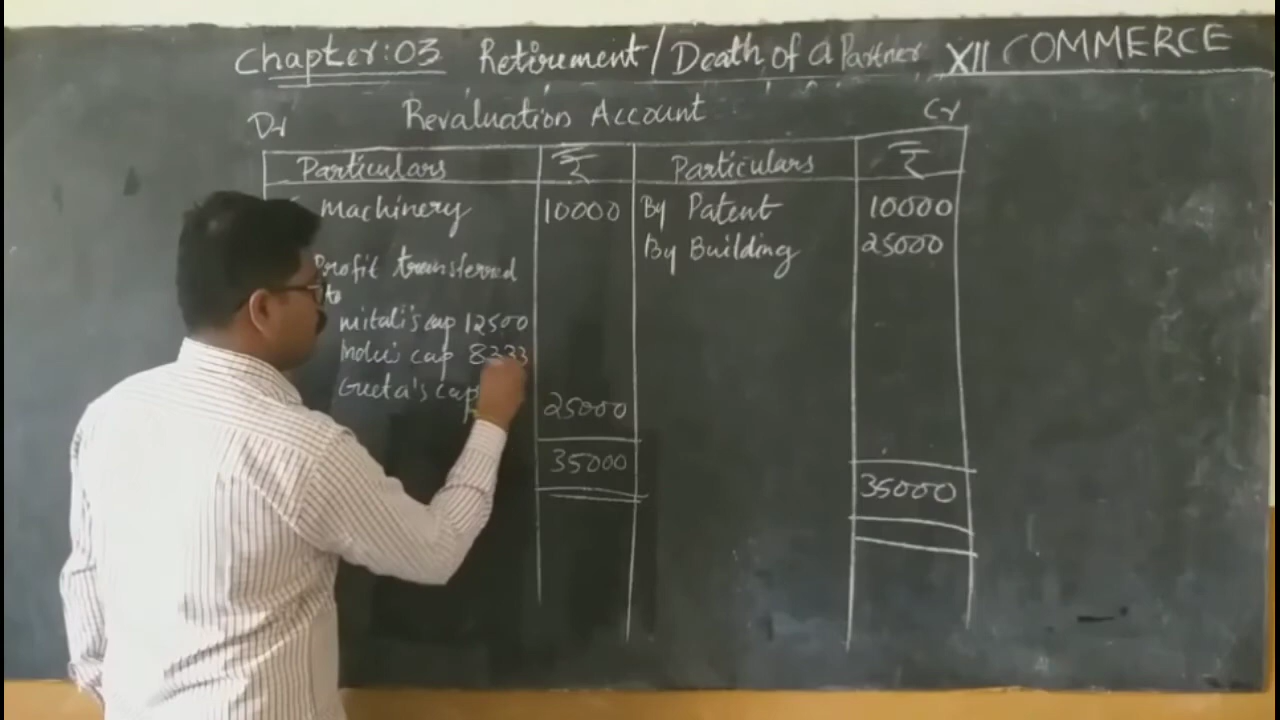 Chapter:03 Retirement/Death of a Partner XII COMMERCE
Dr Revaluation Account Cr
Particulars ₹ Particulars ₹
Machinery 10000 By Patent 10000
By Building 25000
Profit transferred
to
mitali's cap 12500
Indu's cap 8333
Geeta's cap
25000
35000
35000